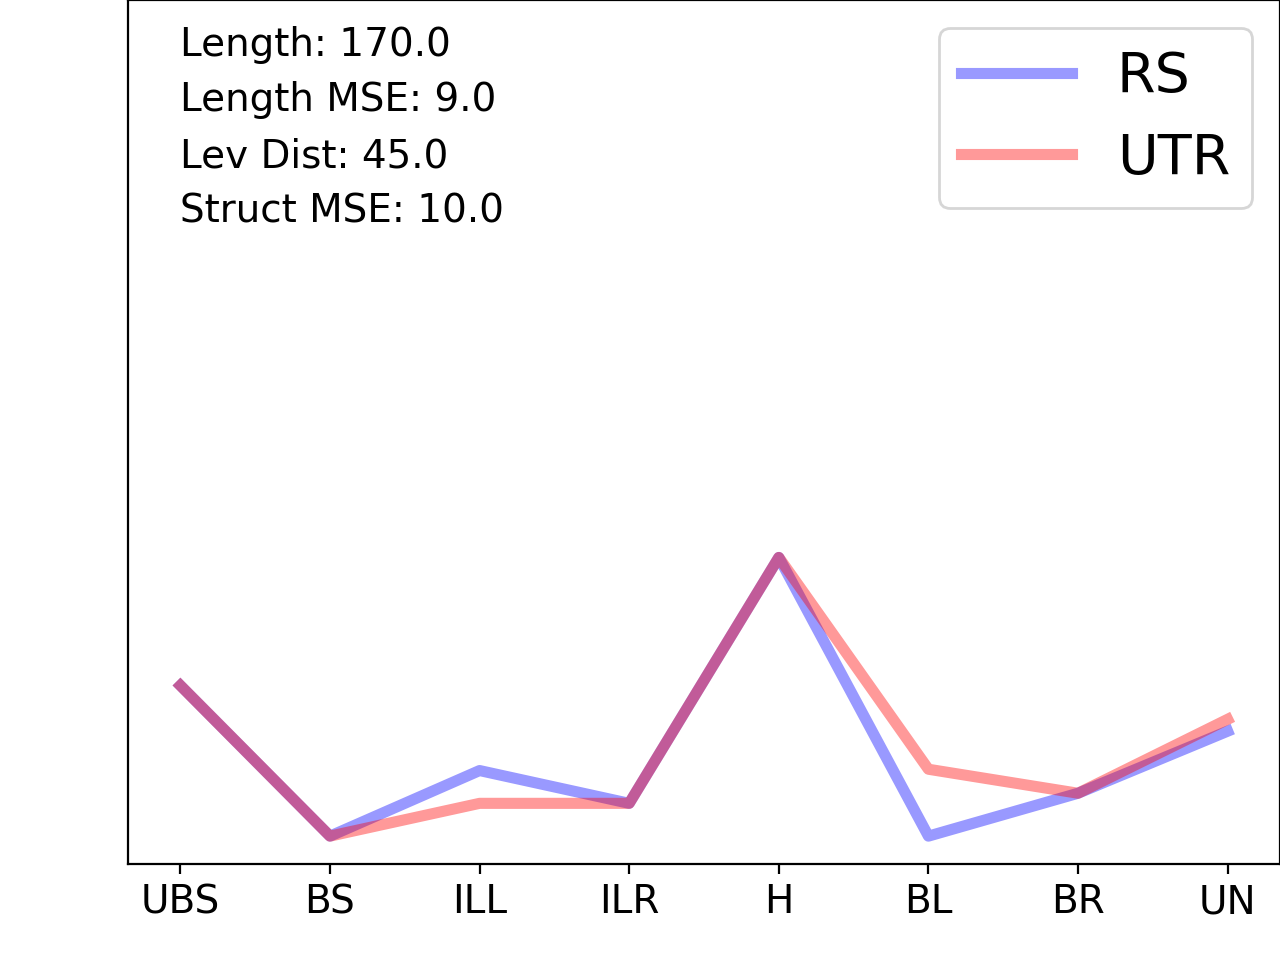 Length: 170.0
Length MSE: 9.0
Lev Dist: 45.0
Struct MSE: 10.0
RS
UTR
UBS BS ILL ILR H BL BR UN